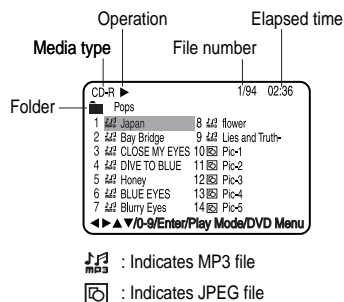 Operation Elapsed time
Media type File number
CD-R 1/94 02:36
Folder Pops
1 Japan 8 flower
2 Bay Bridge 9 Lies and Truth-
3 CLOSE MY EYES 10 Pic-1
4 DIVE TO BLUE 11 Pic-2
5 Honey 12 Pic-3
6 BLUE EYES 13 Pic-4
7 Blurry Eyes 14 Pic-5
◀▶▲▼/0-9/Enter/Play Mode/DVD Menu
MP3 : Indicates MP3 file
: Indicates JPEG file